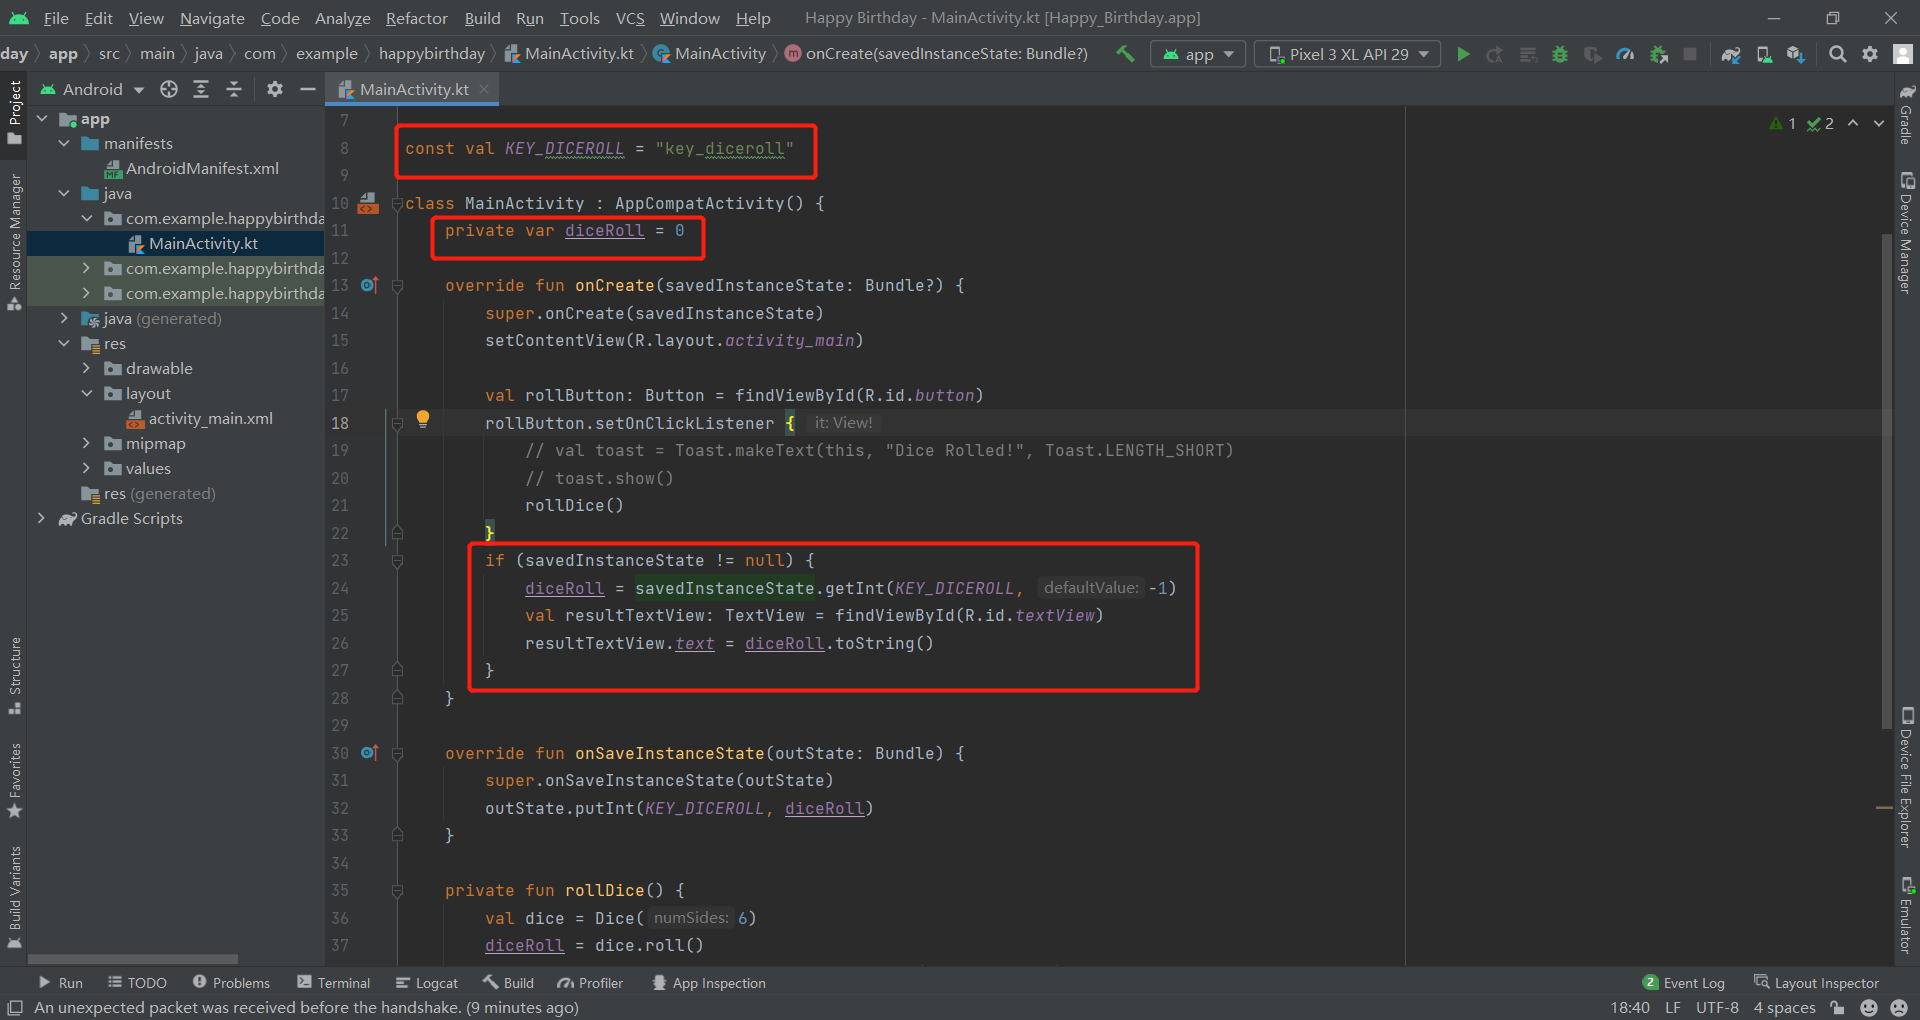 File Edit View Navigate Code Analyze Refactor Build Run Tools VCS Window Help Happy Birthday - MainActivity.kt [Happy_Birthday.app]
day app src main java com example happybirthday MainActivity.kt MainActivity onCreate(savedInstanceState: Bundle?) app Pixel 3 XL API 29
Project
Resource Manager
Structure
Favorites
Build Variants
Android
app
manifests
AndroidManifest.xml
java
com.example.happybirthda
MainActivity.kt
com.example.happybirthda
com.example.happybirthda
java (generated)
res
drawable
layout
activity_main.xml
mipmap
values
res (generated)
Gradle Scripts
MainActivity.kt
1 2
7
8 const val KEY_DICEROLL = "key_diceroll"
9
10 class MainActivity : AppCompatActivity() {
11 private var diceRoll = 0
12
13 override fun onCreate(savedInstanceState: Bundle?) {
14 super.onCreate(savedInstanceState)
15 setContentView(R.layout.activity_main)
16
17 val rollButton: Button = findViewById(R.id.button)
18 rollButton.setOnClickListener { it: View!
19 // val toast = Toast.makeText(this, "Dice Rolled!", Toast.LENGTH_SHORT)
20 // toast.show()
21 rollDice()
22 }
23 if (savedInstanceState != null) {
24 diceRoll = savedInstanceState.getInt(KEY_DICEROLL, defaultValue: -1)
25 val resultTextView: TextView = findViewById(R.id.textView)
26 resultTextView.text = diceRoll.toString()
27 }
28 }
29
30 override fun onSaveInstanceState(outState: Bundle) {
31 super.onSaveInstanceState(outState)
32 outState.putInt(KEY_DICEROLL, diceRoll)
33 }
34
35 private fun rollDice() {
36 val dice = Dice( numSides: 6)
37 diceRoll = dice.roll()
Gradle
Device Manager
Device File Explorer
Emulator
Run TODO Problems Terminal Logcat Build Profiler App Inspection 2 Event Log Layout Inspector
An unexpected packet was received before the handshake. (9 minutes ago) 18:40 LF UTF-8 4 spaces